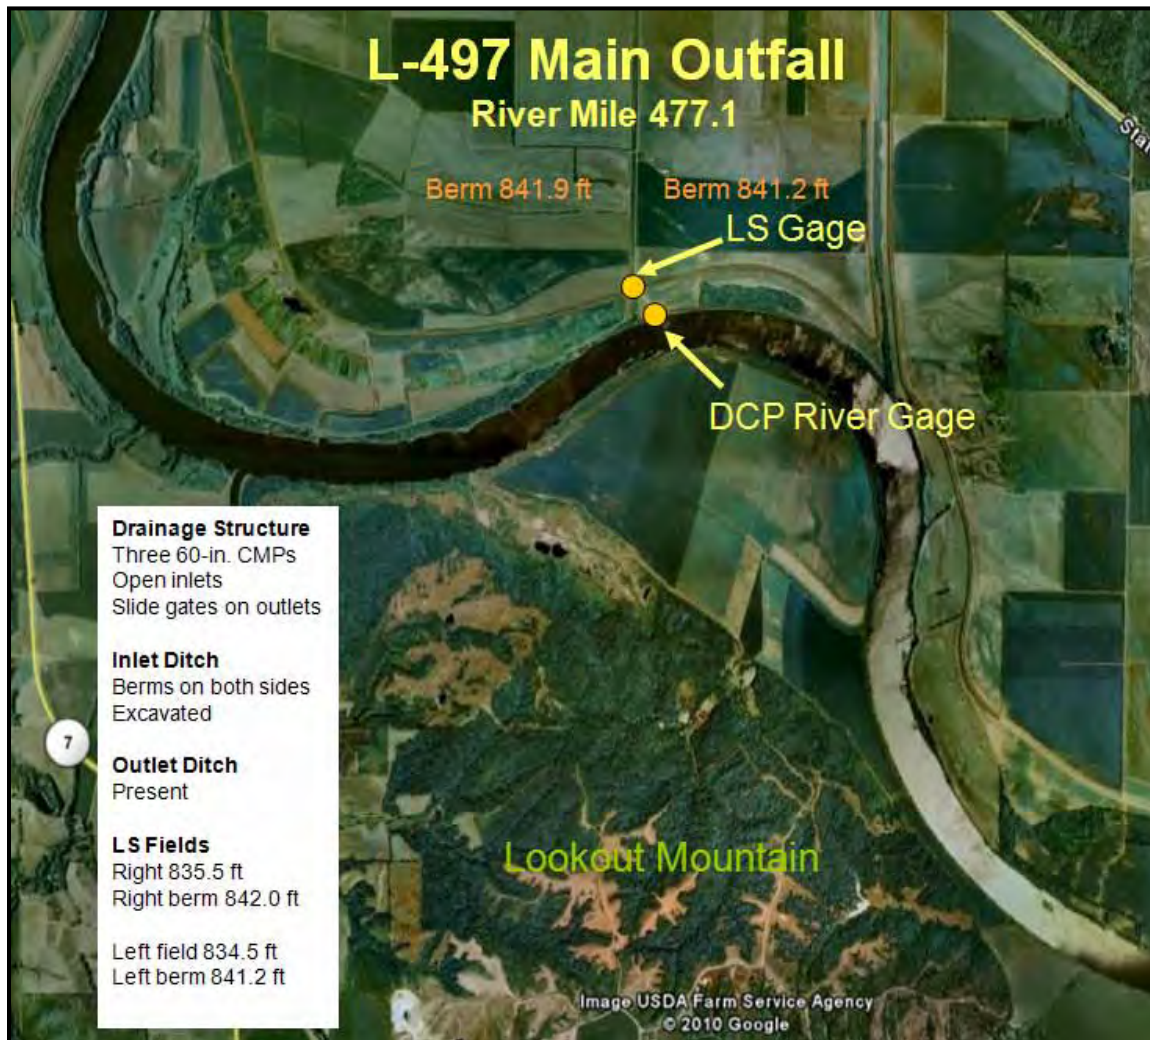 L-497 Main Outfall
River Mile 477.1
Berm 841.9 ft
Berm 841.2 ft
LS Gage
DCP River Gage
Drainage Structure
Three 60-in. CMPs
Open inlets
Slide gates on outlets
Inlet Ditch
Berms on both sides
Excavated
Outlet Ditch
Present
LS Fields
Right 835.5 ft
Right berm 842.0 ft
Left field 834.5 ft
Left berm 841.2 ft
7
Lookout Mountain
Image USDA Farm Service Agency
© 2010 Google